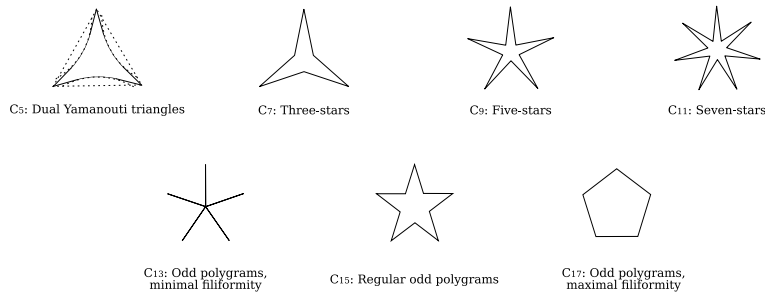 C5: Dual Yamanouti triangles
C7: Three-stars
C9: Five-stars
C11: Seven-stars
C13: Odd polygrams,
minimal filiformity
C15: Regular odd polygrams
C17: Odd polygrams,
maximal filiformity